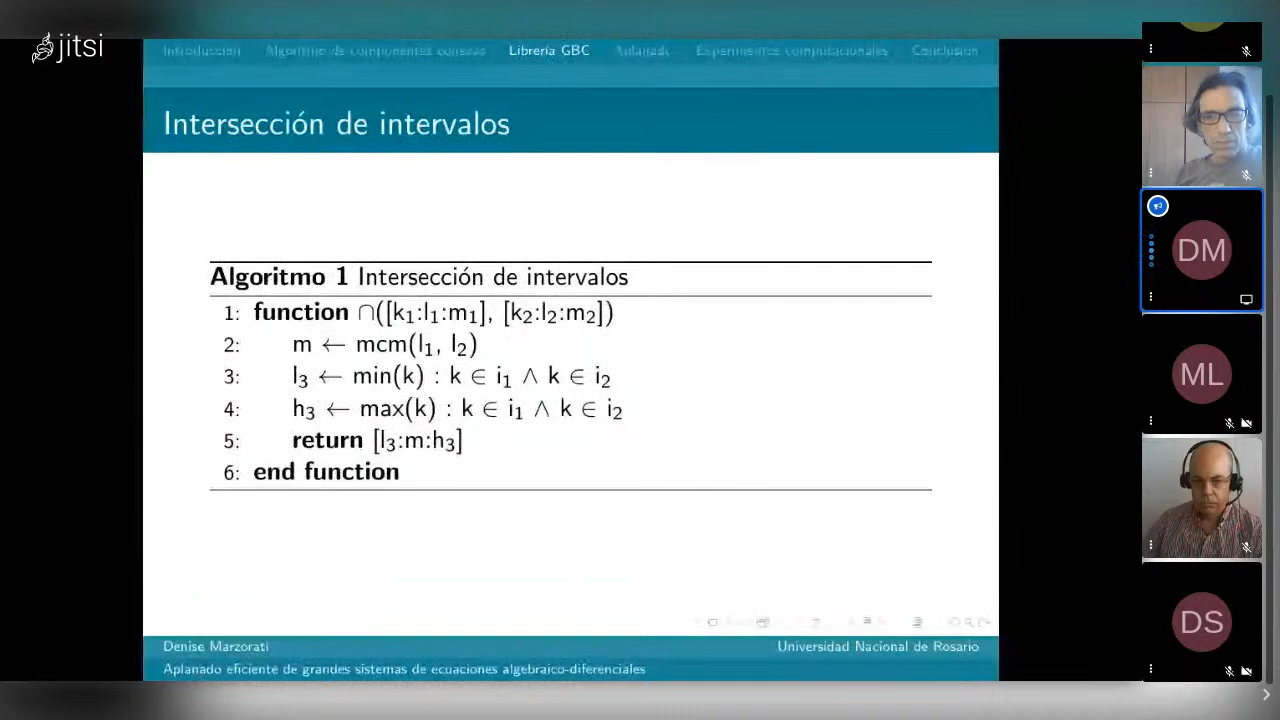 jitsi
Introducción Algoritmo de componentes conexas Librería GBC Aplanado Experimentos computacionales Conclusión
Intersección de intervalos
Algoritmo 1 Intersección de intervalos
1: function ∩([k₁:l₁:m₁], [k₂:l₂:m₂])
2: m ← mcm(l₁, l₂)
3: l₃ ← min(k) : k ∈ i₁ ∧ k ∈ i₂
4: h₃ ← max(k) : k ∈ i₁ ∧ k ∈ i₂
5: return [l₃:m:h₃]
6: end function
Denise Marzorati Universidad Nacional de Rosario
Aplanado eficiente de grandes sistemas de ecuaciones algebraico-diferenciales
DM
ML
DS